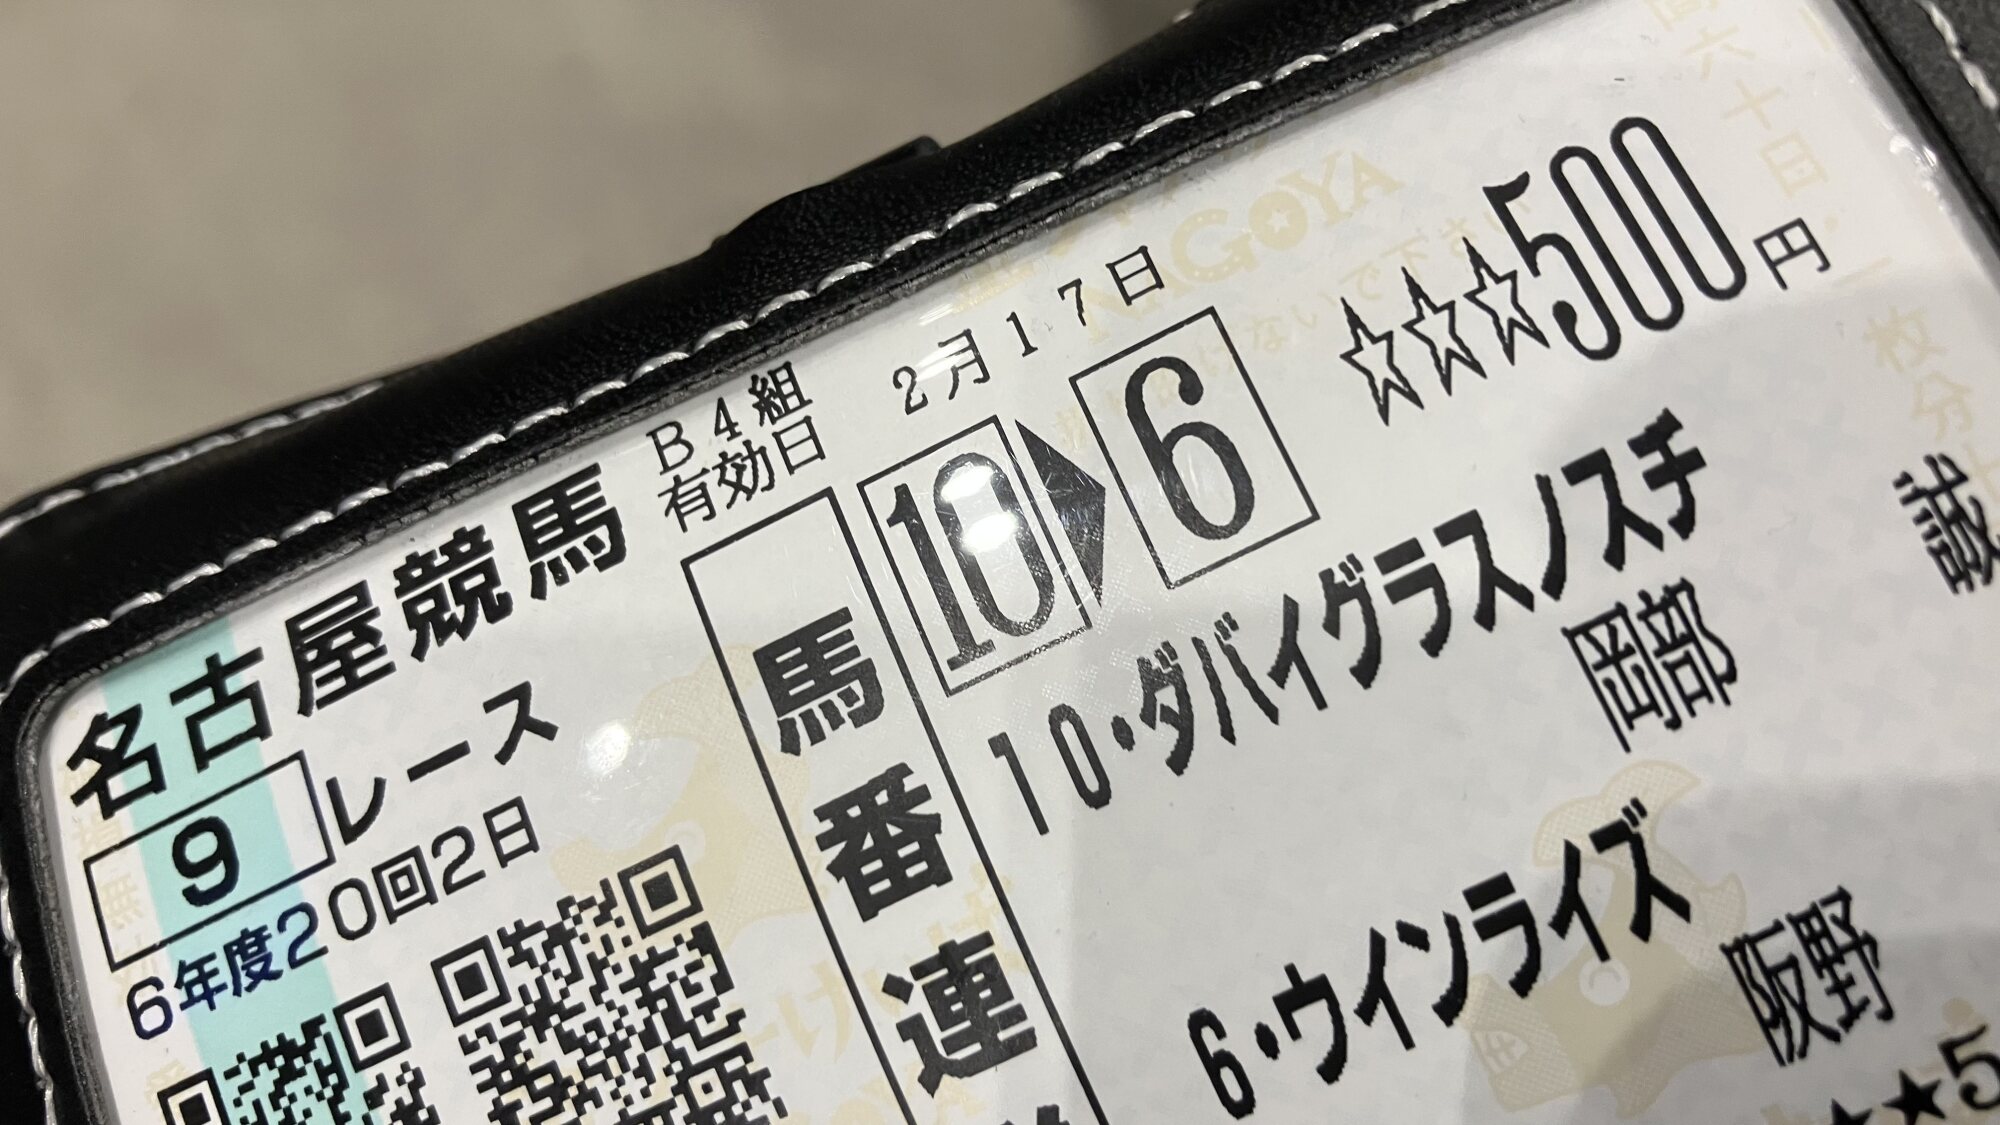 名古屋競馬
9 レース
6年度20回2日
B4組
有効日 2月17日
馬番連
10▶6 ☆☆☆500円
10・ダバイグラスノスチ
岡部 誠
6・ウインライズ
阪野
★★5
NAGOYA